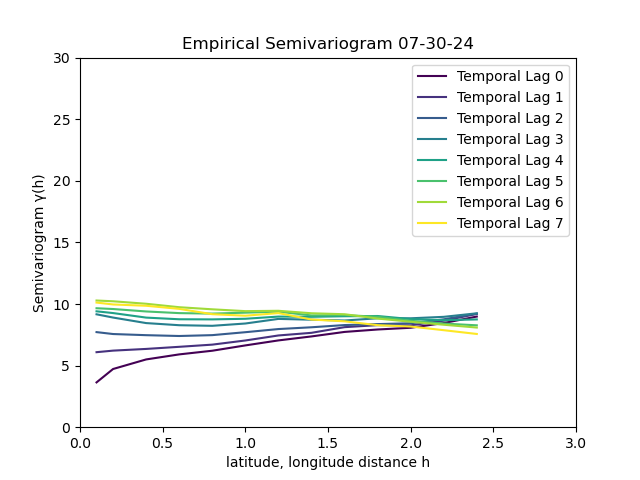 Empirical Semivariogram 07-30-24
30
25
20
15
10
5
0
Semivariogram γ(h)
Temporal Lag 0
Temporal Lag 1
Temporal Lag 2
Temporal Lag 3
Temporal Lag 4
Temporal Lag 5
Temporal Lag 6
Temporal Lag 7
0.0 0.5 1.0 1.5 2.0 2.5 3.0
latitude, longitude distance h